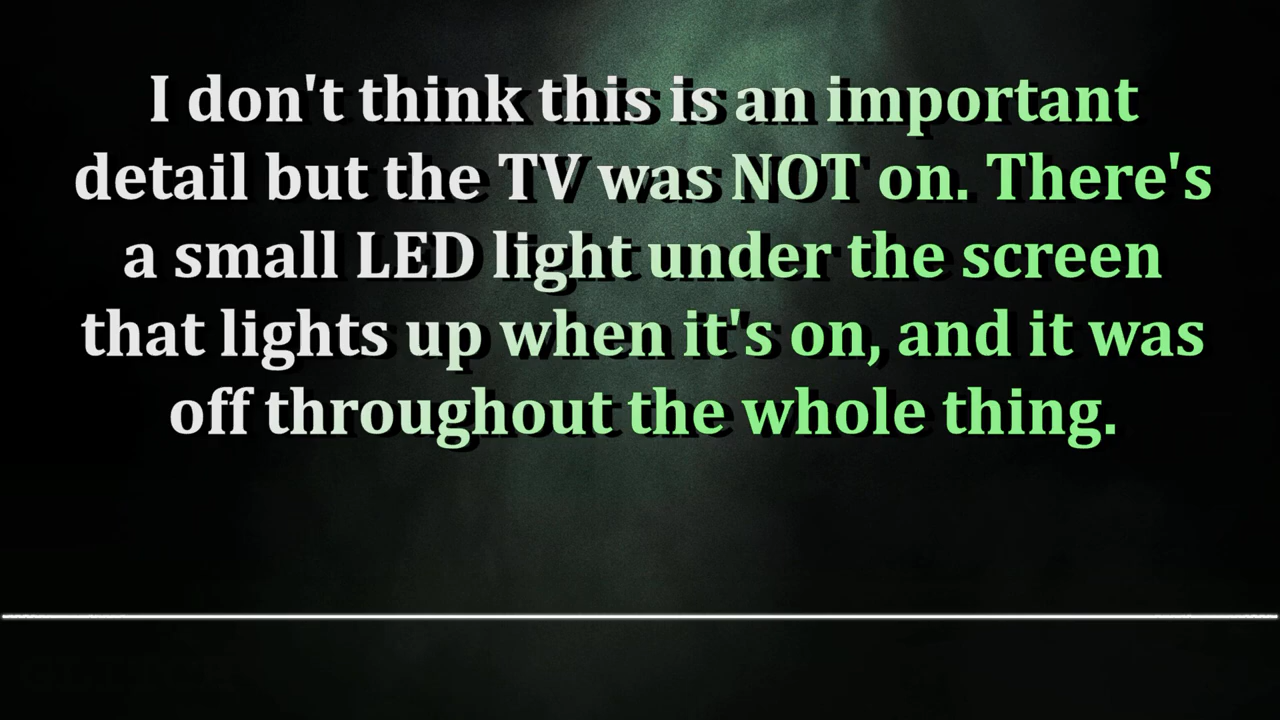 I don't think this is an important
detail but the TV was NOT on. There's
a small LED light under the screen
that lights up when it's on, and it was
off throughout the whole thing.